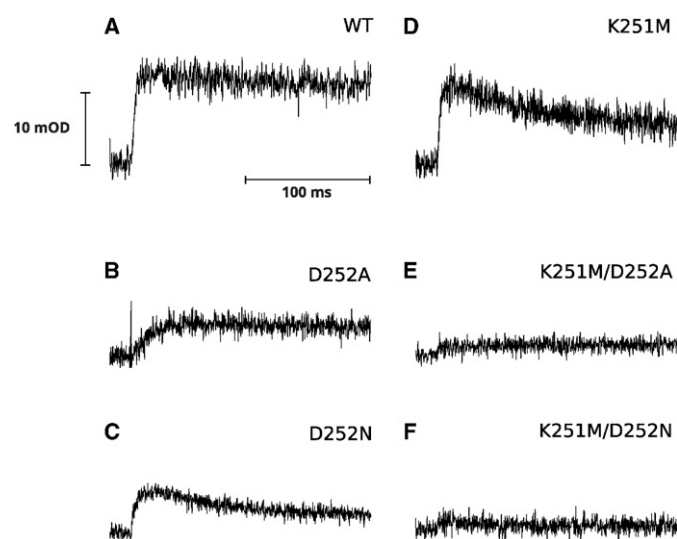 A WT
10 mOD
100 ms
D K251M
B D252A
E K251M/D252A
C D252N
F K251M/D252N